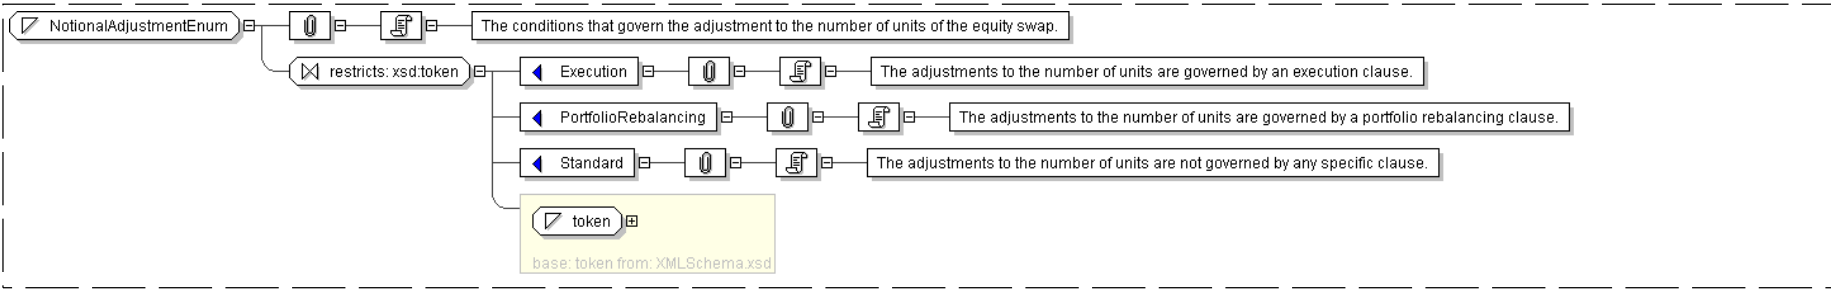 NotionalAdjustmentEnum The conditions that govern the adjustment to the number of units of the equity swap.
restricts: xsd:token Execution The adjustments to the number of units are governed by an execution clause.
PortfolioRebalancing The adjustments to the number of units are governed by a portfolio rebalancing clause.
Standard The adjustments to the number of units are not governed by any specific clause.
token
base: token from: XMLSchema.xsd